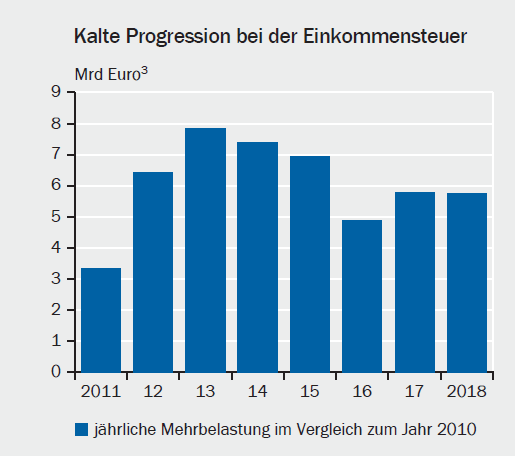 Kalte Progression bei der Einkommensteuer
Mrd Euro³
9
8
7
6
5
4
3
2
1
0
2011 12 13 14 15 16 17 2018
jährliche Mehrbelastung im Vergleich zum Jahr 2010